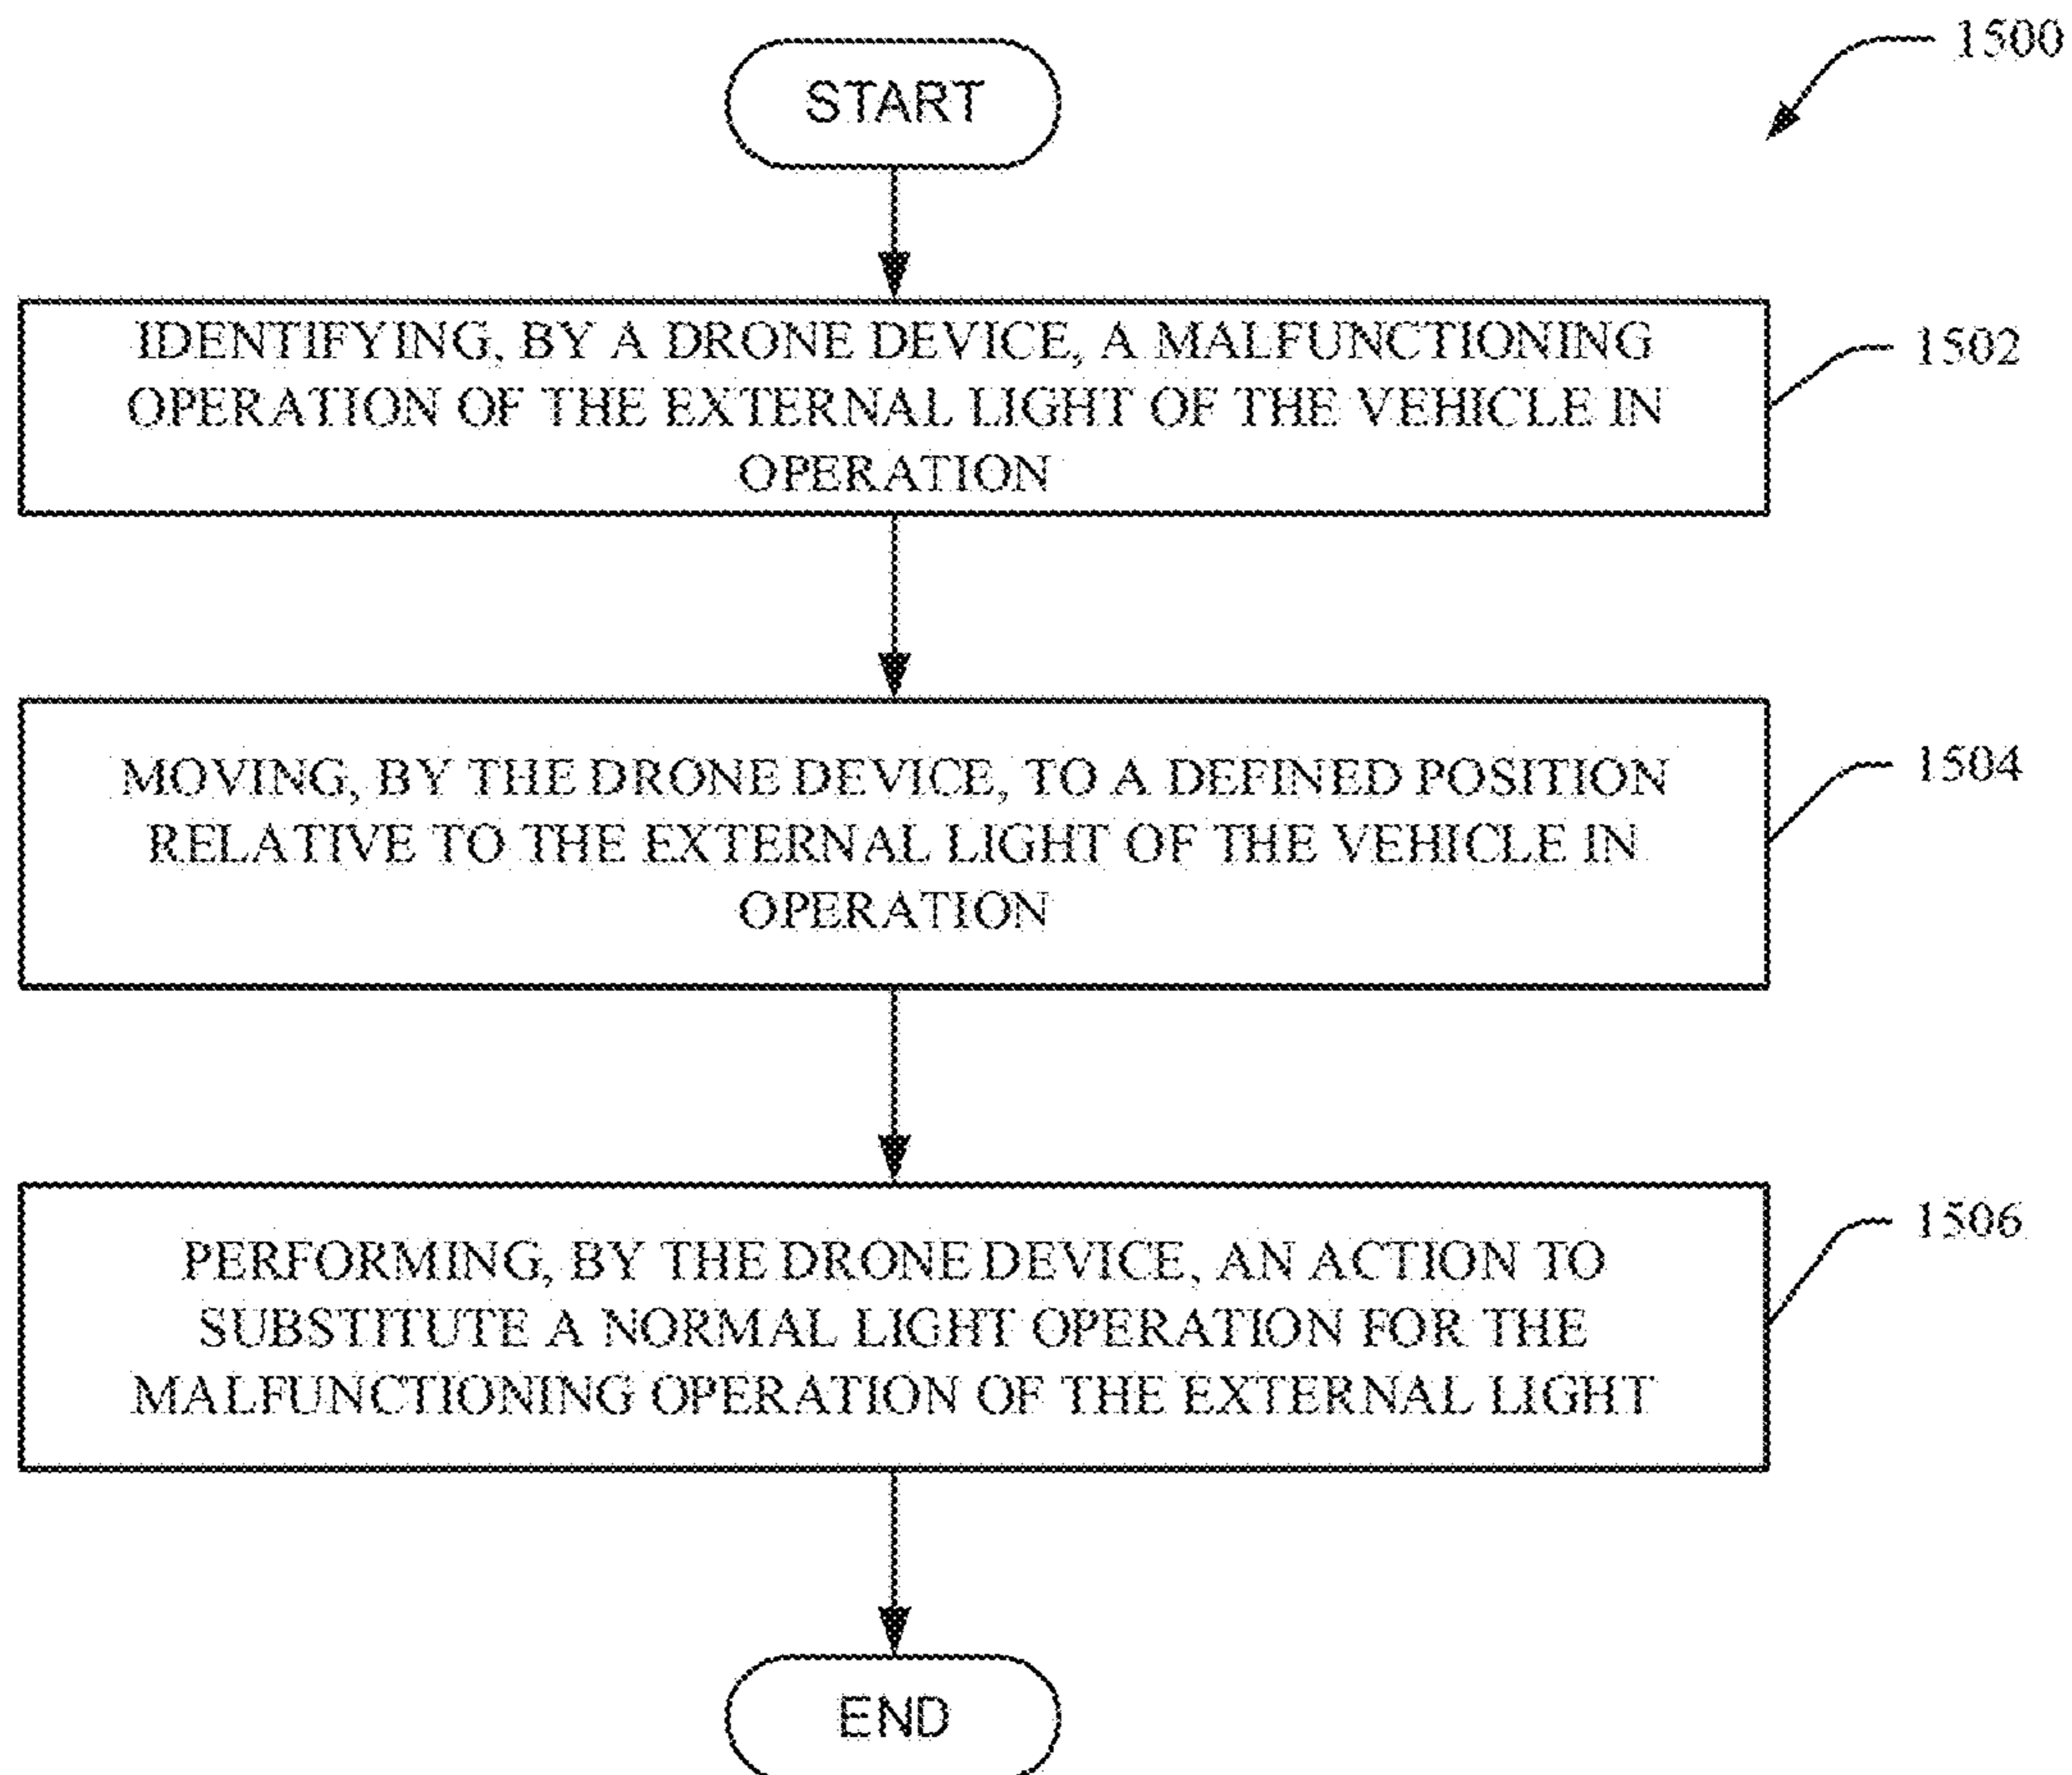 1500
START
IDENTIFYING, BY A DRONE DEVICE, A MALFUNCTIONING
OPERATION OF THE EXTERNAL LIGHT OF THE VEHICLE IN
OPERATION
1502
MOVING, BY THE DRONE DEVICE, TO A DEFINED POSITION
RELATIVE TO THE EXTERNAL LIGHT OF THE VEHICLE IN
OPERATION
1504
PERFORMING, BY THE DRONE DEVICE, AN ACTION TO
SUBSTITUTE A NORMAL LIGHT OPERATION FOR THE
MALFUNCTIONING OPERATION OF THE EXTERNAL LIGHT
1506
END